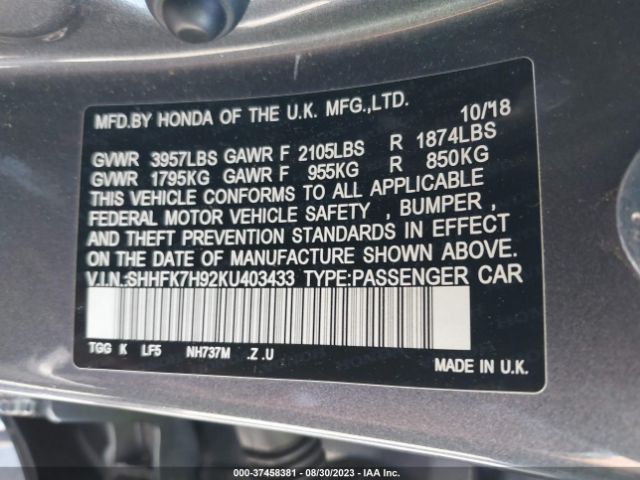 MFD.BY HONDA OF THE U.K. MFG.,LTD. 10/18
GVWR 3957LBS GAWR F 2105LBS R 1874LBS
GVWR 1795KG GAWR F 955KG R 850KG
THIS VEHICLE CONFORMS TO ALL APPLICABLE
FEDERAL MOTOR VEHICLE SAFETY , BUMPER ,
AND THEFT PREVENTION STANDARDS IN EFFECT
ON THE DATE OF MANUFACTURE SHOWN ABOVE.
V.I.N.:SHHFK7H92KU403433 TYPE:PASSENGER CAR
TGG K LF5 NH737M .Z .U
MADE IN U.K.
000-37458381 - 08/30/2023 - IAA Inc.